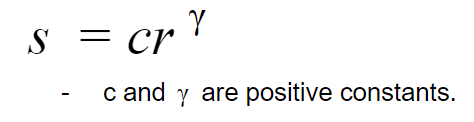 s = cr^γ
- c and γ are positive constants.